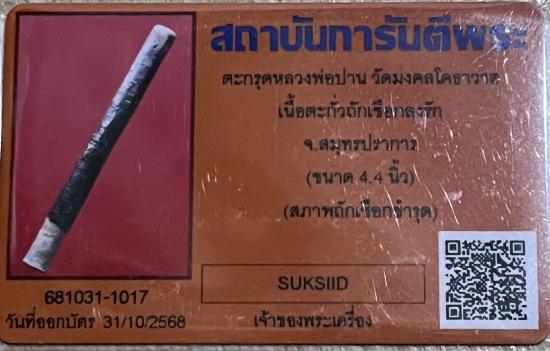 สถาบันการันตีพระ
ตะกรุดหลวงพ่อปาน วัดมงคลโคธาวาส
เนื้อตะกั่วถักเชือกลงรัก
จ.สมุทรปราการ
(ขนาด 4.4 นิ้ว)
(สภาพถักเชือกชำรุด)
SUKSIID
681031-1017
วันที่ออกบัตร 31/10/2568
เจ้าของพระเครื่อง